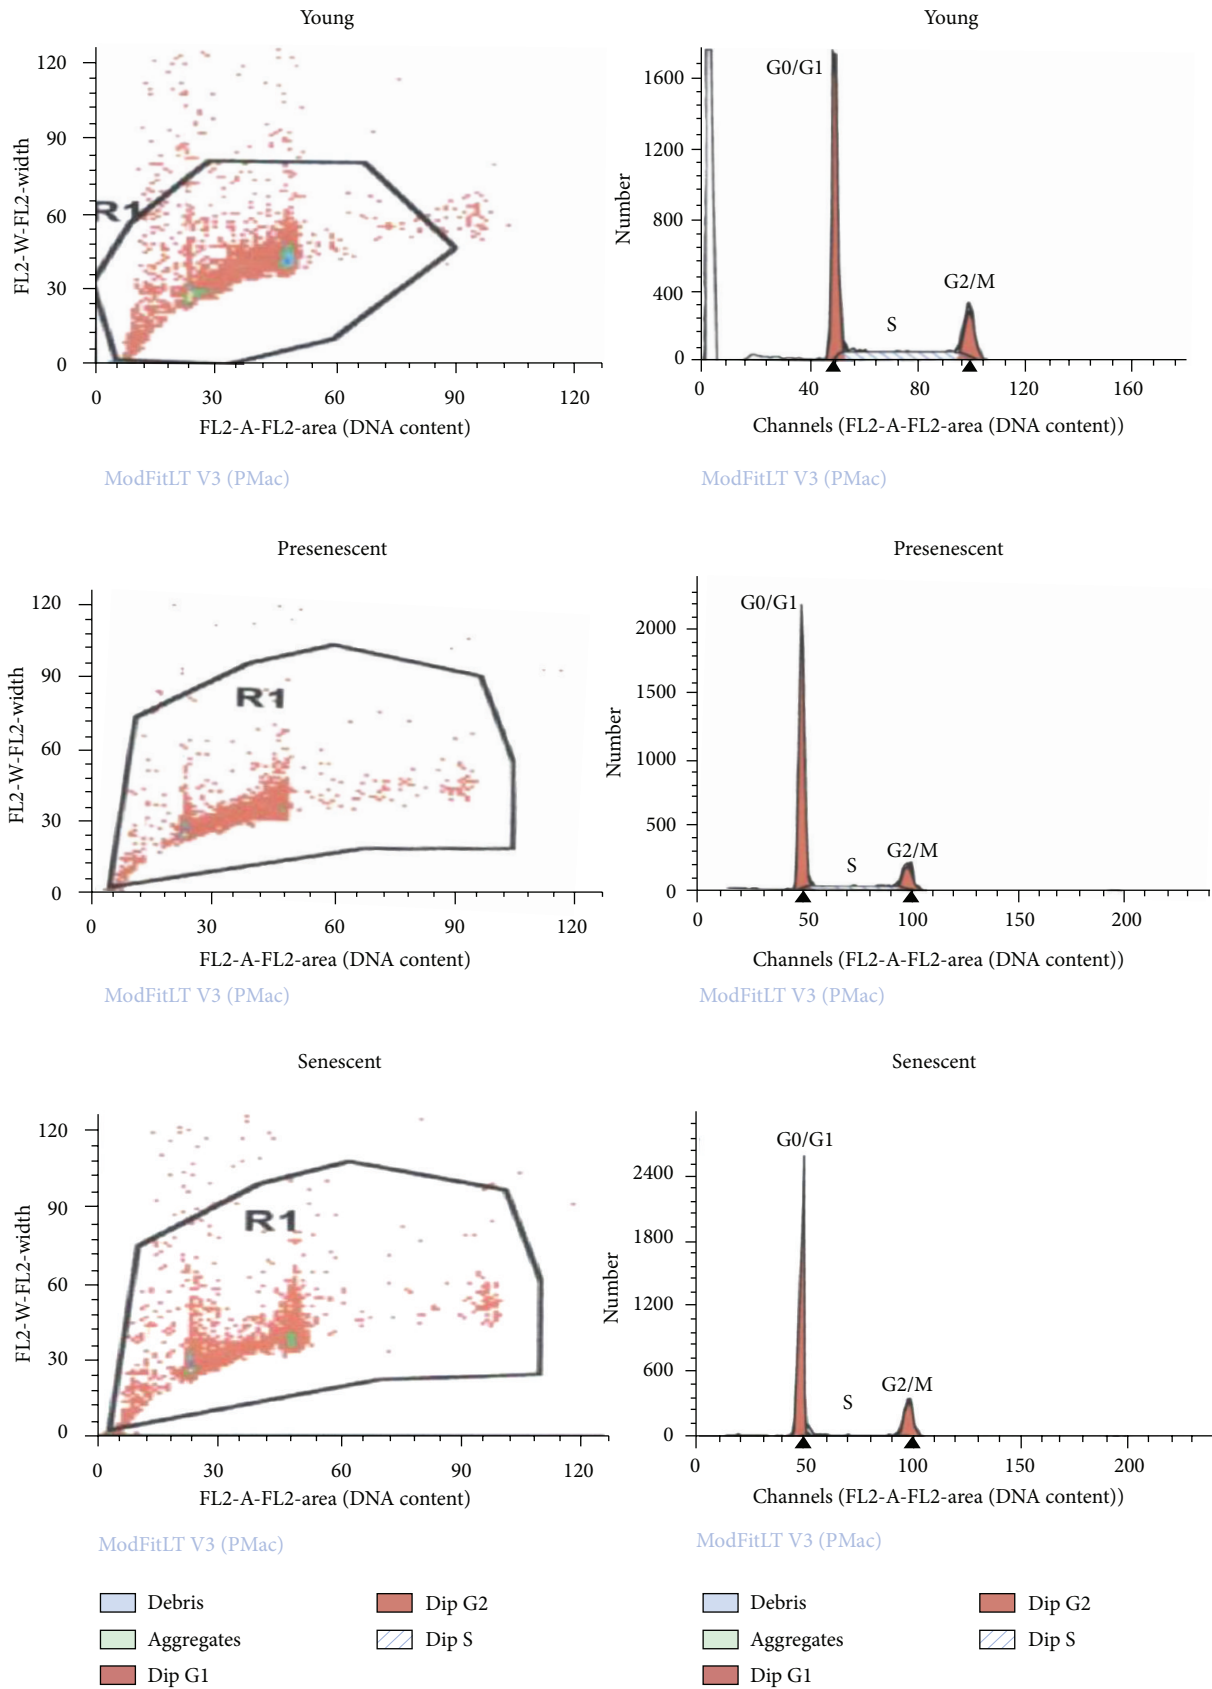 Young
120
90
60
30
0
R1
FL2-W-FL2-width
0 30 60 90 120
FL2-A-FL2-area (DNA content)
ModFitLT V3 (PMac)
Young
1600
1200
800
400
0
Number
G0/G1
S
G2/M
0 40 80 120 160
Channels (FL2-A-FL2-area (DNA content))
ModFitLT V3 (PMac)
Presenescent
120
90
60
30
0
R1
FL2-W-FL2-width
0 30 60 90 120
FL2-A-FL2-area (DNA content)
ModFitLT V3 (PMac)
Presenescent
2000
1500
1000
500
0
Number
G0/G1
S
G2/M
0 50 100 150 200
Channels (FL2-A-FL2-area (DNA content))
ModFitLT V3 (PMac)
Senescent
120
90
60
30
0
R1
FL2-W-FL2-width
0 30 60 90 120
FL2-A-FL2-area (DNA content)
ModFitLT V3 (PMac)
Senescent
2400
1800
1200
600
0
Number
G0/G1
S
G2/M
0 50 100 150 200
Channels (FL2-A-FL2-area (DNA content))
ModFitLT V3 (PMac)
Debris
Aggregates
Dip G1
Dip G2
Dip S
Debris
Aggregates
Dip G1
Dip G2
Dip S